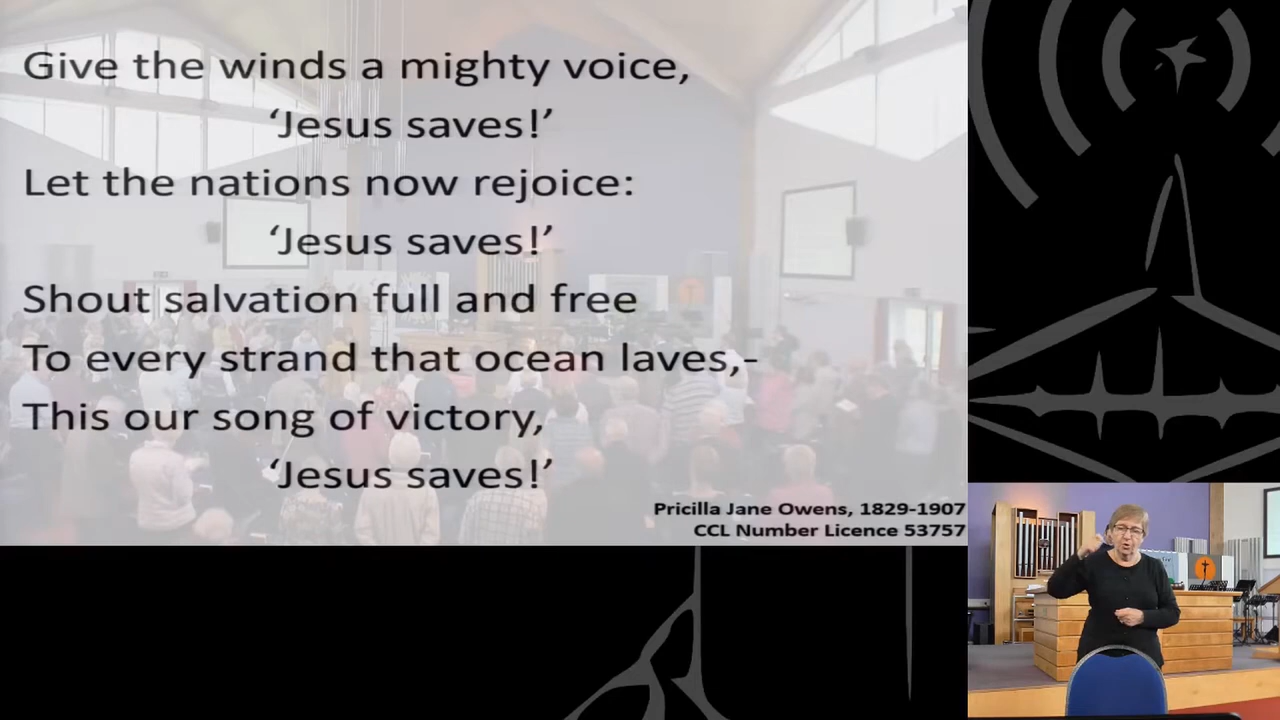 Give the winds a mighty voice,
‘Jesus saves!’
Let the nations now rejoice:
‘Jesus saves!’
Shout salvation full and free
To every strand that ocean laves,-
This our song of victory,
‘Jesus saves!’
Pricilla Jane Owens, 1829-1907
CCL Number Licence 53757